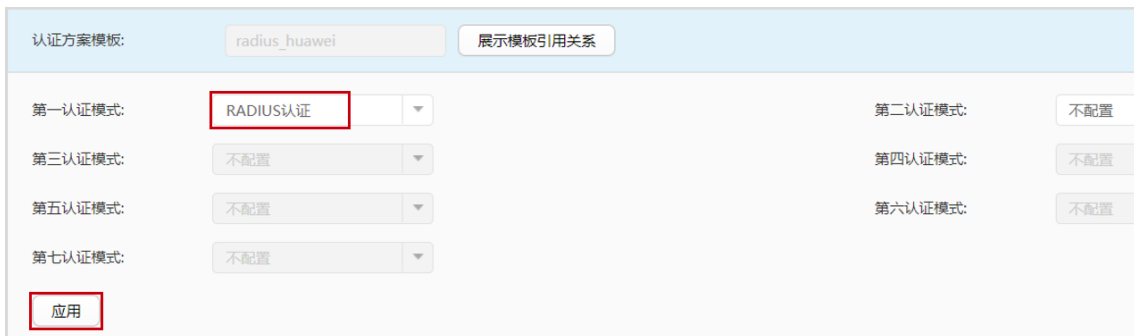 认证方案模板: radius_huawei 展示模板引用关系
第一认证模式: RADIUS认证 第二认证模式: 不配置
第三认证模式: 不配置 第四认证模式: 不配置
第五认证模式: 不配置 第六认证模式: 不配置
第七认证模式: 不配置
应用